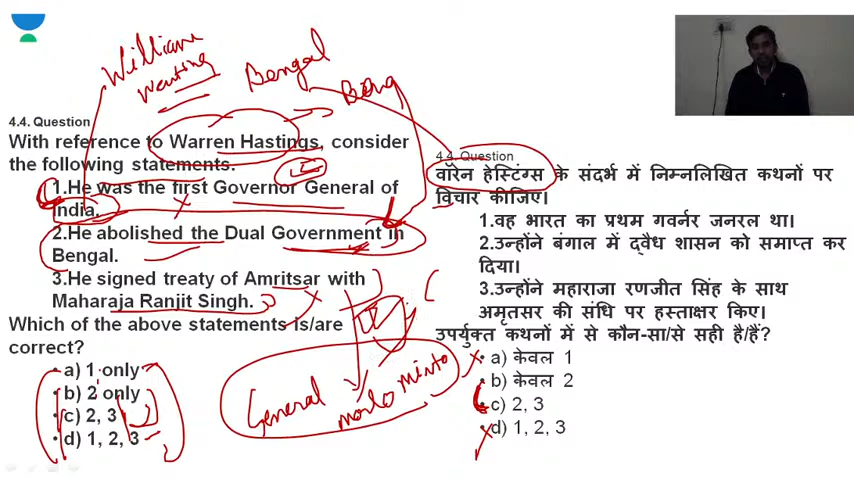 William
Bengal
Beng
4.4. Question
With reference to Warren Hastings, consider
the following statements.
1.He was the first Governor General of
India.
2.He abolished the Dual Government in
Bengal.
3.He signed treaty of Amritsar with
Maharaja Ranjit Singh.
Which of the above statements is/are
correct?
• a) 1 only
• b) 2 only
• c) 2, 3
• d) 1, 2, 3
General
minto
4.4. Question
वॉरेन हेस्टिंग्स के संदर्भ में निम्नलिखित कथनों पर
विचार कीजिए।
1.वह भारत का प्रथम गवर्नर जनरल था।
2.उन्होंने बंगाल में द्वैध शासन को समाप्त कर
दिया।
3.उन्होंने महाराजा रणजीत सिंह के साथ
अमृतसर की संधि पर हस्ताक्षर किए।
उपर्युक्त कथनों में से कौन-सा/से सही है/हैं?
• a) केवल 1
• b) केवल 2
• c) 2, 3
• d) 1, 2, 3